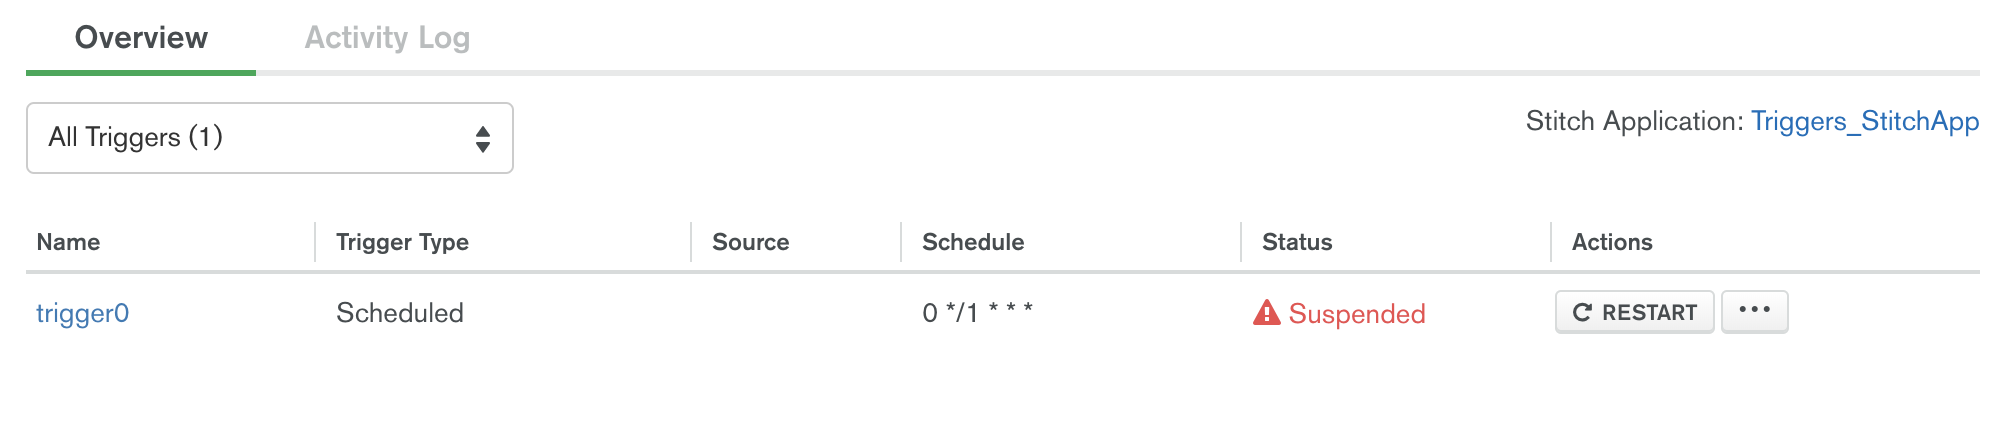 Overview Activity Log
All Triggers (1)
Stitch Application: Triggers_StitchApp
Name Trigger Type Source Schedule Status Actions
trigger0 Scheduled 0 */1 * * * Suspended RESTART •••